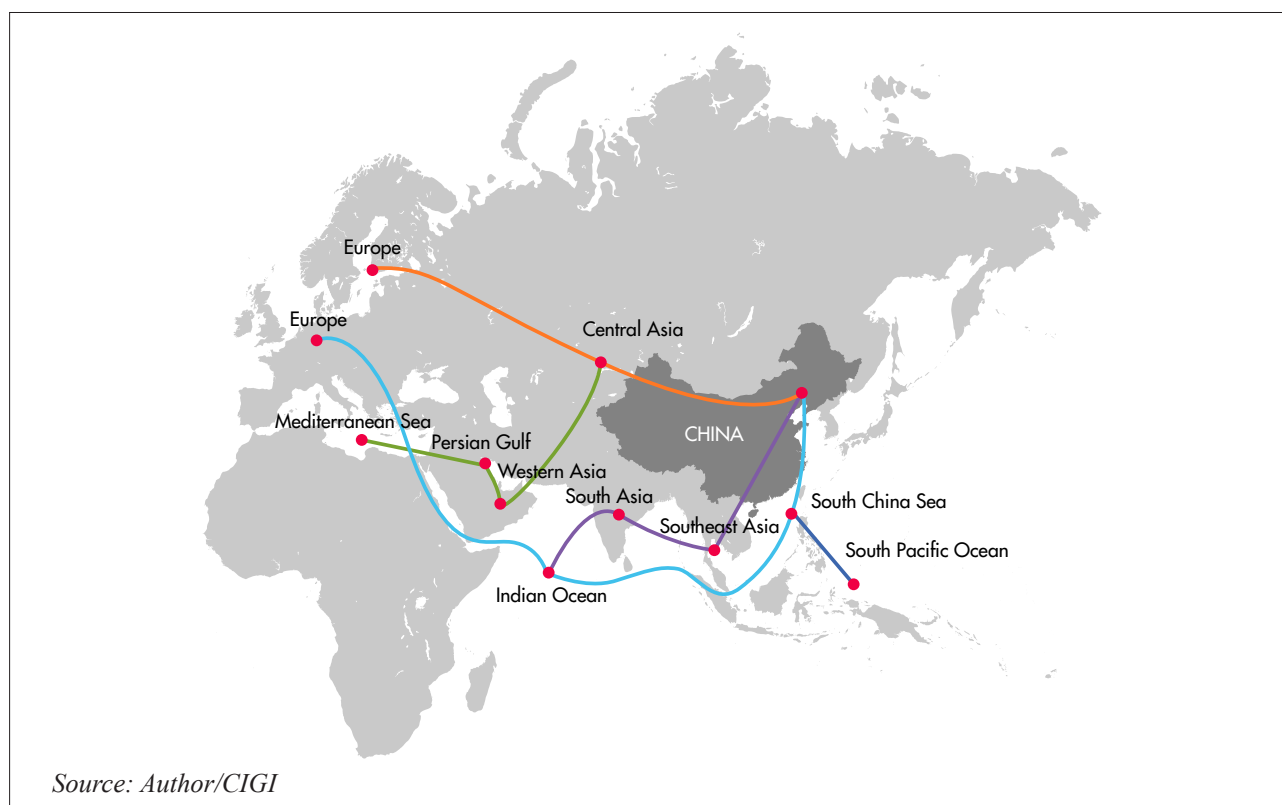 Europe
Europe
Central Asia
Mediterranean Sea
CHINA
Persian Gulf
Western Asia
South Asia
South China Sea
Southeast Asia
South Pacific Ocean
Indian Ocean
Source: Author/CIGI